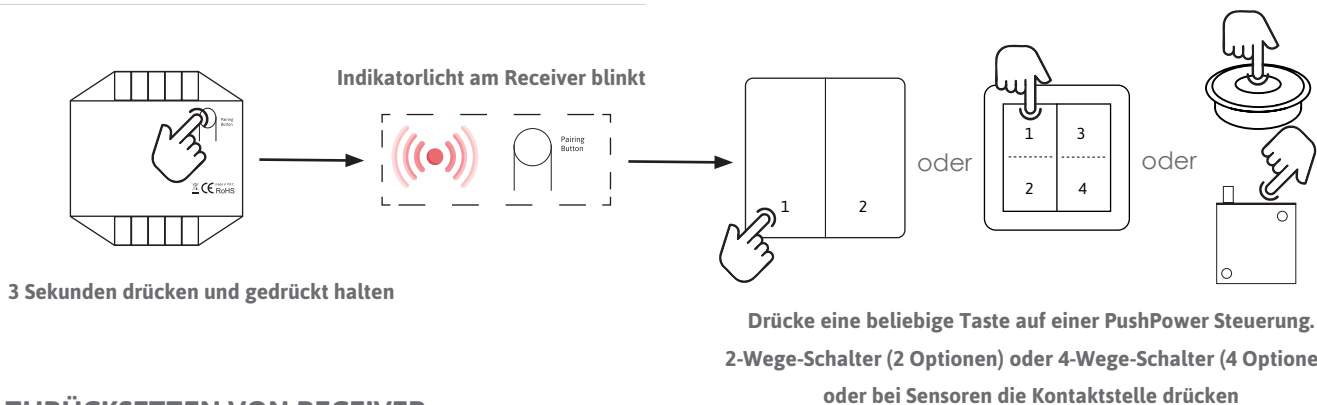 Indikatorlicht am Receiver blinkt
Pairing
Button
RoHS
Pairing
Button
1
2
oder
1
3
2
4
oder
3 Sekunden drücken und gedrückt halten
Drücke eine beliebige Taste auf einer PushPower Steuerung.
2-Wege-Schalter (2 Optionen) oder 4-Wege-Schalter (4 Optione
oder bei Sensoren die Kontaktstelle drücken